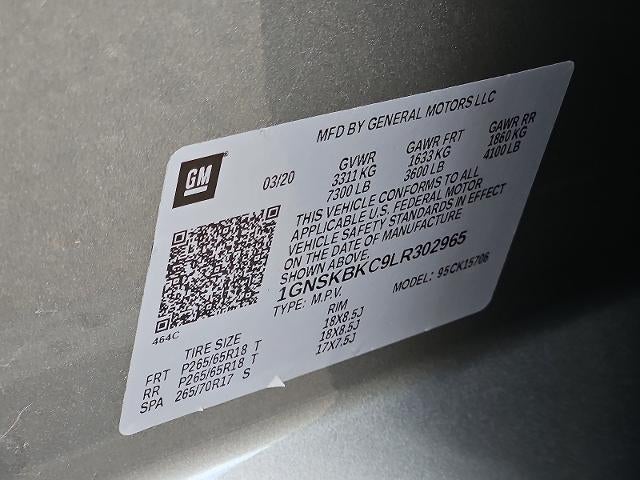 MFD BY GENERAL MOTORS LLC
GM
03/20
GVWR GAWR FRT GAWR RR
3311 KG 1633 KG 1860 KG
7300 LB 3600 LB 4100 LB
THIS VEHICLE CONFORMS TO ALL
APPLICABLE U.S. FEDERAL MOTOR
VEHICLE SAFETY STANDARDS IN EFFECT
ON THE DATE OF MANUFACTURE
SHOWN ABOVE.
1GNSKBKC9LR302965
TYPE: M.P.V. MODEL: 95CK15706
464C
TIRE SIZE RIM
FRT P265/65R18 T 18X8.5J
RR P265/65R18 T 18X8.5J
SPA 265/70R17 S 17X7.5J